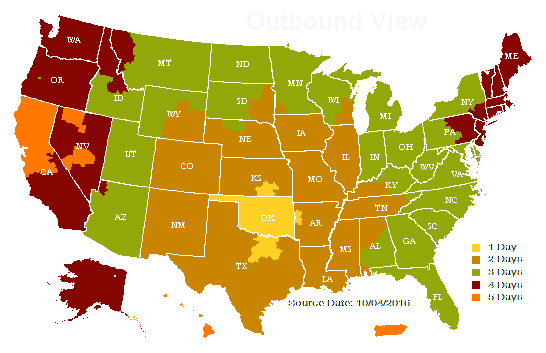 Outbound View
WA
ME
OR
MT
ND
MN
ID
SD
WI
NY
WY
MI
NV
NE
IA
PA
UT
CO
IL
IN
OH
CA
KS
MO
WV
VA
KY
AZ
NM
OK
AR
TN
NC
TX
MS
AL
GA
SC
LA
FL
1 Day
2 Days
3 Days
4 Days
5 Days
Source Date: 10/04/2016